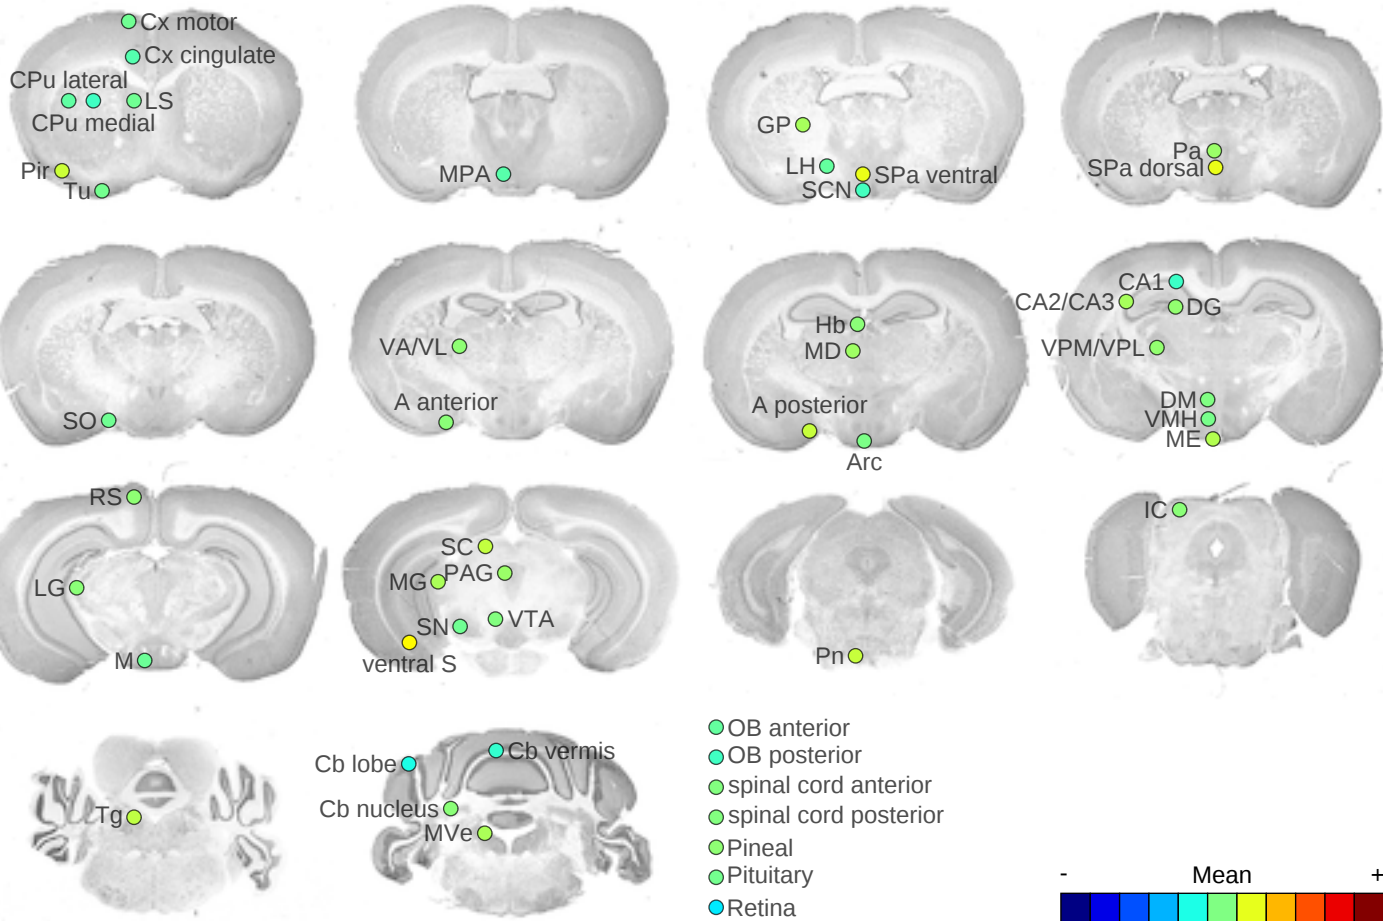 Cx motor
Cx cingulate
CPu lateral
LS
CPu medial
Pir
Tu
MPA
GP
LH
SPa ventral
SCN
Pa
SPa dorsal
SO
VA/VL
A anterior
Hb
MD
A posterior
Arc
CA1
CA2/CA3
DG
VPM/VPL
DM
VMH
ME
RS
LG
M
SC
PAG
MG
SN
VTA
ventral S
Pn
IC
Tg
Cb lobe
Cb vermis
Cb nucleus
MVe
OB anterior
OB posterior
spinal cord anterior
spinal cord posterior
Pineal
Pituitary
Retina
- Mean +